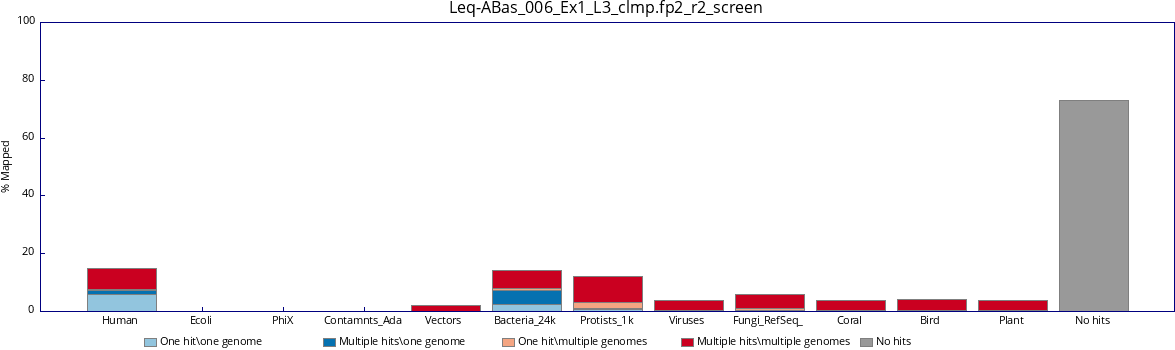 Leq-ABas_006_Ex1_L3_clmp.fp2_r2_screen
100
80
60
40
20
0
% Mapped
Human Ecoli PhiX Contamnts_Ada Vectors Bacteria_24k Protists_1k Viruses Fungi_RefSeq_ Coral Bird Plant No hits
One hit\one genome Multiple hits\one genome One hit\multiple genomes Multiple hits\multiple genomes No hits